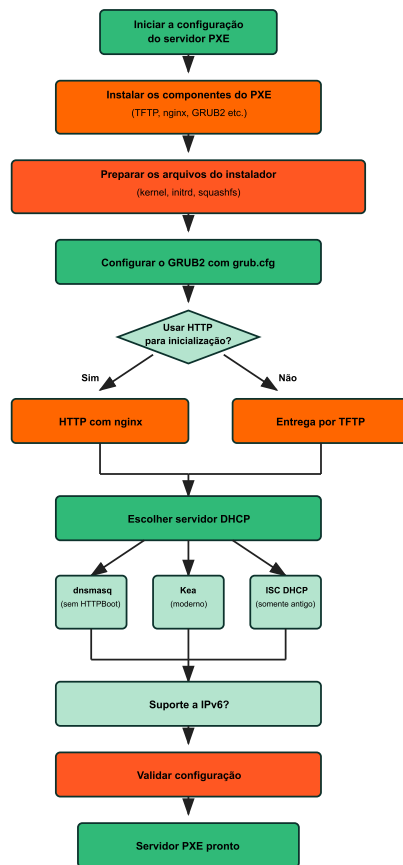 Iniciar a configuração
do servidor PXE
Instalar os componentes do PXE
(TFTP, nginx, GRUB2 etc.)
Preparar os arquivos do instalador
(kernel, initrd, squashfs)
Configurar o GRUB2 com grub.cfg
Usar HTTP
para inicialização?
Sim
Não
HTTP com nginx
Entrega por TFTP
Escolher servidor DHCP
dnsmasq
(sem HTTPBoot)
Kea
(moderno)
ISC DHCP
(somente antigo)
Suporte a IPv6?
Validar configuração
Servidor PXE pronto